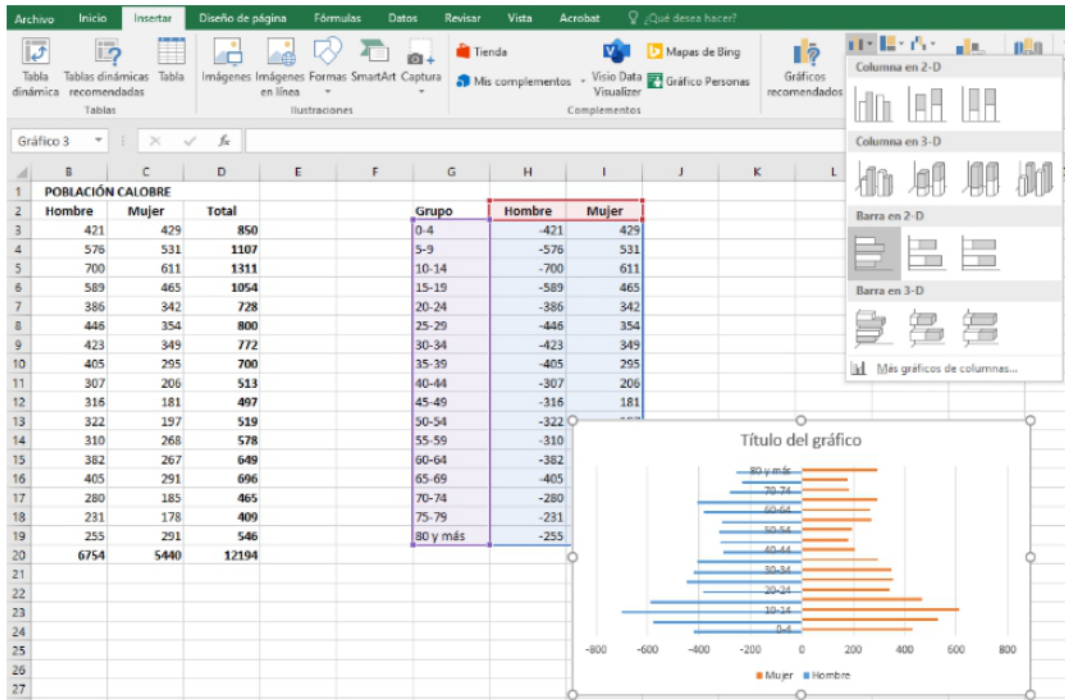 Archivo Inicio Insertar Diseño de página Fórmulas Datos Revisar Vista Acrobat ¿Qué desea hacer?
Tabla dinámica
Tablas dinámicas recomendadas
Tabla
Tablas
Imágenes
Imágenes en línea
Formas
SmartArt
Captura
Ilustraciones
Tienda
Mis complementos
Visio Data Visualizer
Mapas de Bing
Gráfico Personas
Complementos
Gráficos recomendados
Columna en 2-D
Columna en 3-D
Barra en 2-D
Barra en 3-D
Más gráficos de columnas...
Gráfico 3 fx
B C D E F G H I J K L
1 POBLACIÓN CALOBRE
2 Hombre Mujer Total Grupo Hombre Mujer
3 421 429 850 0-4 -421 429
4 576 531 1107 5-9 -576 531
5 700 611 1311 10-14 -700 611
6 589 465 1054 15-19 -589 465
7 386 342 728 20-24 -386 342
8 446 354 800 25-29 -446 354
9 423 349 772 30-34 -423 349
10 405 295 700 35-39 -405 295
11 307 206 513 40-44 -307 206
12 316 181 497 45-49 -316 181
13 322 197 519 50-54 -322
14 310 268 578 55-59 -310
15 382 267 649 60-64 -382
16 405 291 696 65-69 -405
17 280 185 465 70-74 -280
18 231 178 409 75-79 -231
19 255 291 546 80 y más -255
20 6754 5440 12194
21
22
23
24
25
26
27
Título del gráfico
80 y más
70-74
60-64
50-54
40-44
30-34
20-24
10-14
0-4
-800 -600 -400 -200 0 200 400 600 800
Mujer Hombre